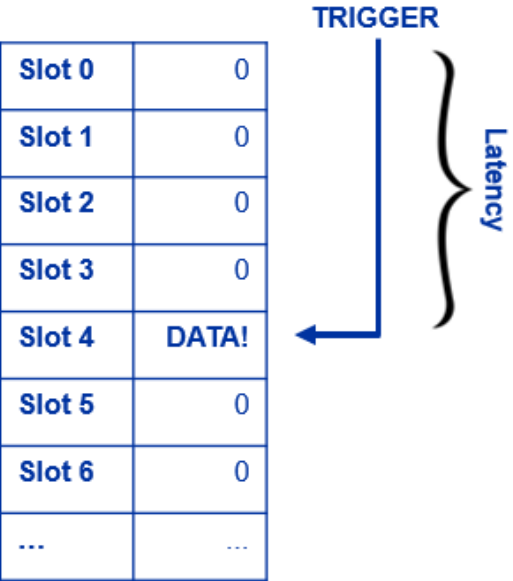 TRIGGER
Slot 0 0
Slot 1 0
Slot 2 0
Slot 3 0
Slot 4 DATA!
Slot 5 0
Slot 6 0
... ...
Latency